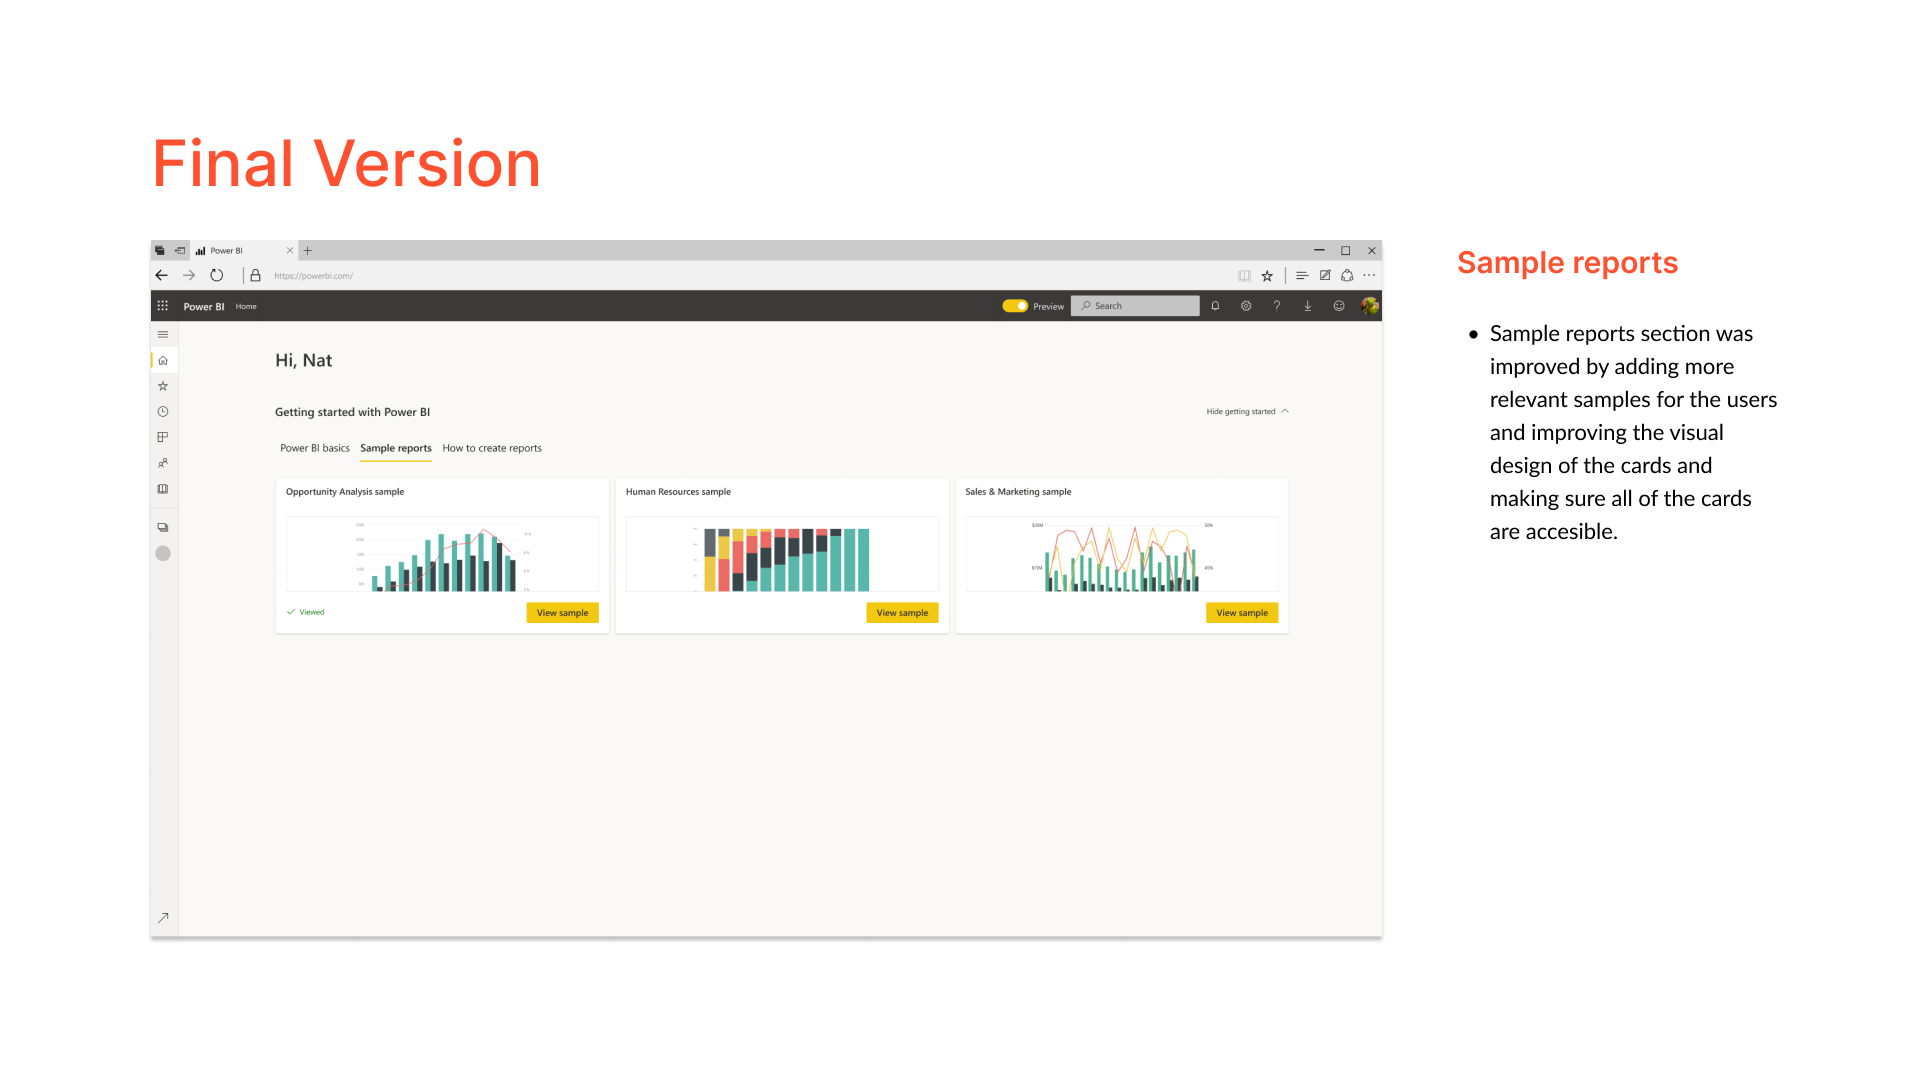 Final Version
Power BI
https://powerbi.com/
Power BI Home
Preview
Search
Hi, Nat
Getting started with Power BI
Hide getting started
Power BI basics Sample reports How to create reports
Opportunity Analysis sample
Viewed
View sample
Human Resources sample
View sample
Sales & Marketing sample
View sample
Sample reports
• Sample reports section was
improved by adding more
relevant samples for the users
and improving the visual
design of the cards and
making sure all of the cards
are accesible.